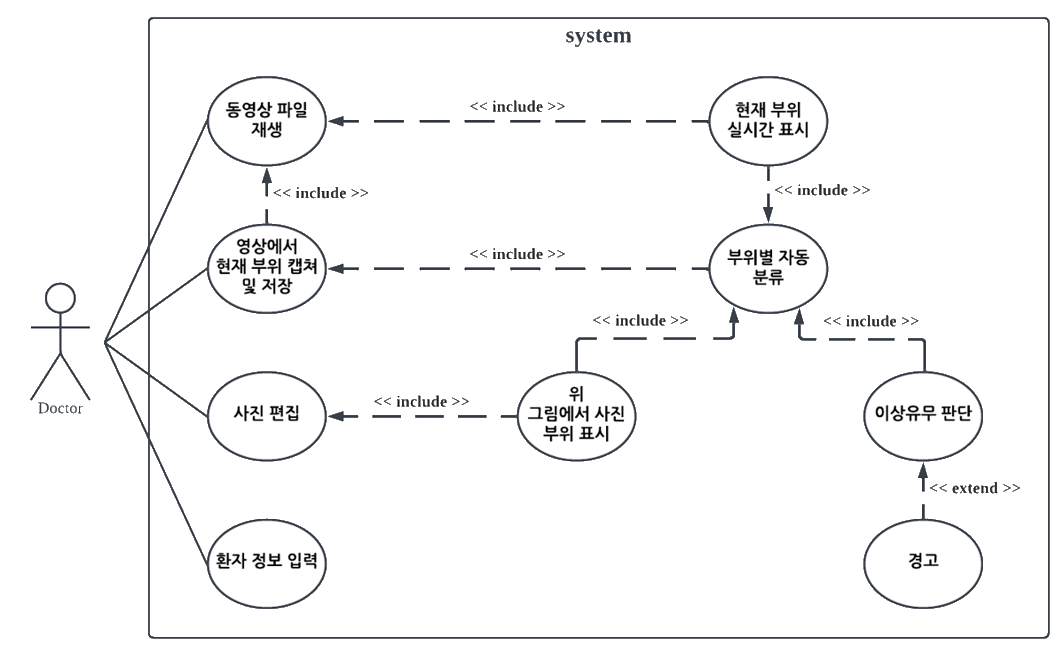 system
동영상 파일
재생
<< include >>
현재 부위
실시간 표시
<< include >>
<< include >>
영상에서
현재 부위 캡쳐
및 저장
<< include >>
부위별 자동
분류
<< include >>
<< include >>
Doctor
사진 편집
<< include >>
위
그림에서 사진
부위 표시
이상유무 판단
<< extend >>
환자 정보 입력
경고